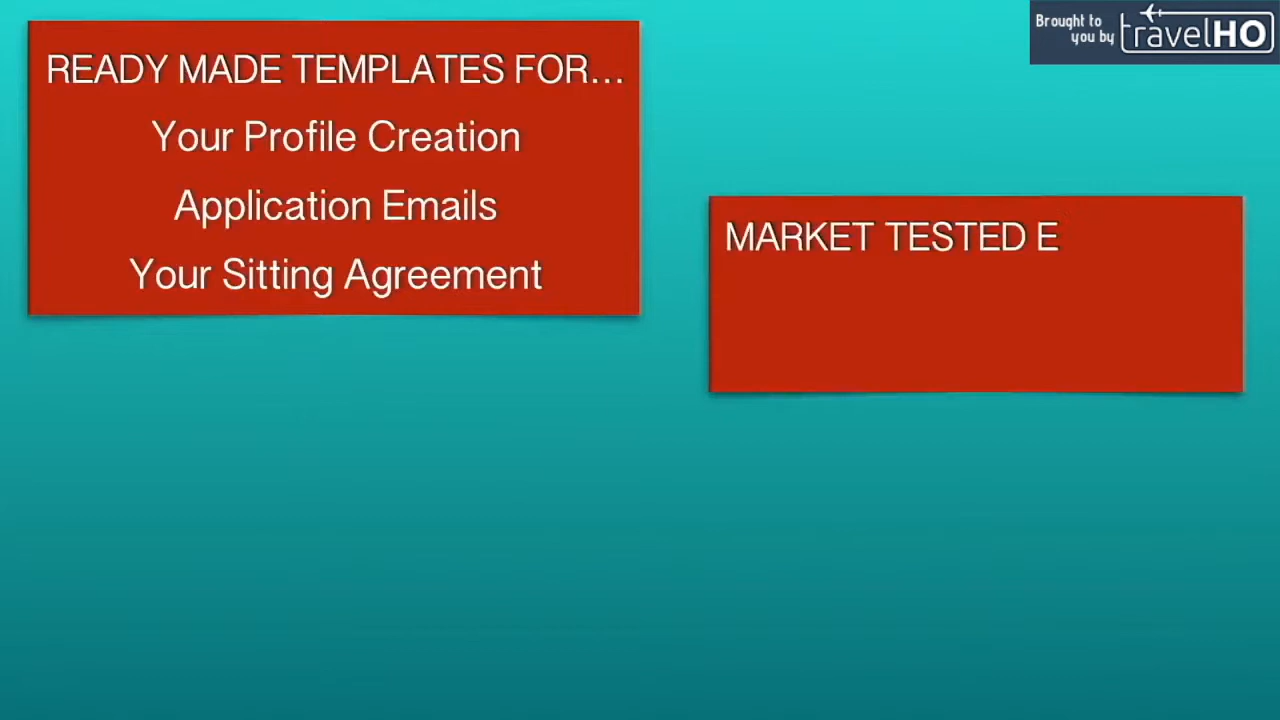 READY MADE TEMPLATES FOR...
Your Profile Creation
Application Emails
Your Sitting Agreement
Brought to
you by
travelHO
MARKET TESTED E